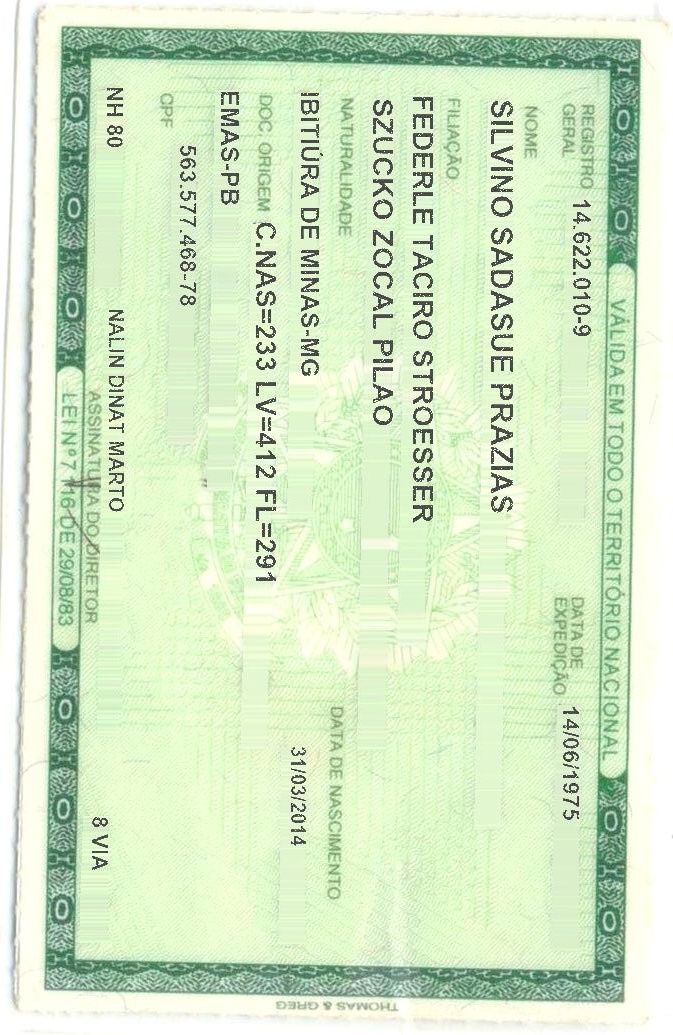 VÁLIDA EM TODO O TERRITÓRIO NACIONAL
REGISTRO GERAL 14.622.010-9 DATA DE EXPEDIÇÃO 14/06/1975
NOME
SILVINO SADASUE PRAZIAS
FILIAÇÃO
FEDERLE TACIRO STROESSER
SZUCKO ZOCAL PILAO
NATURALIDADE DATA DE NASCIMENTO
IBITIÚRA DE MINAS-MG 31/03/2014
DOC. ORIGEM C.NAS=233 LV=412 FL=291
EMAS-PB
CPF 563.577.468-78
NH 80 NALIN DINAT MARTO 8 VIA
ASSINATURA DO DIRETOR
LEI Nº 7.116 DE 29/08/83
THOMAS & GREG